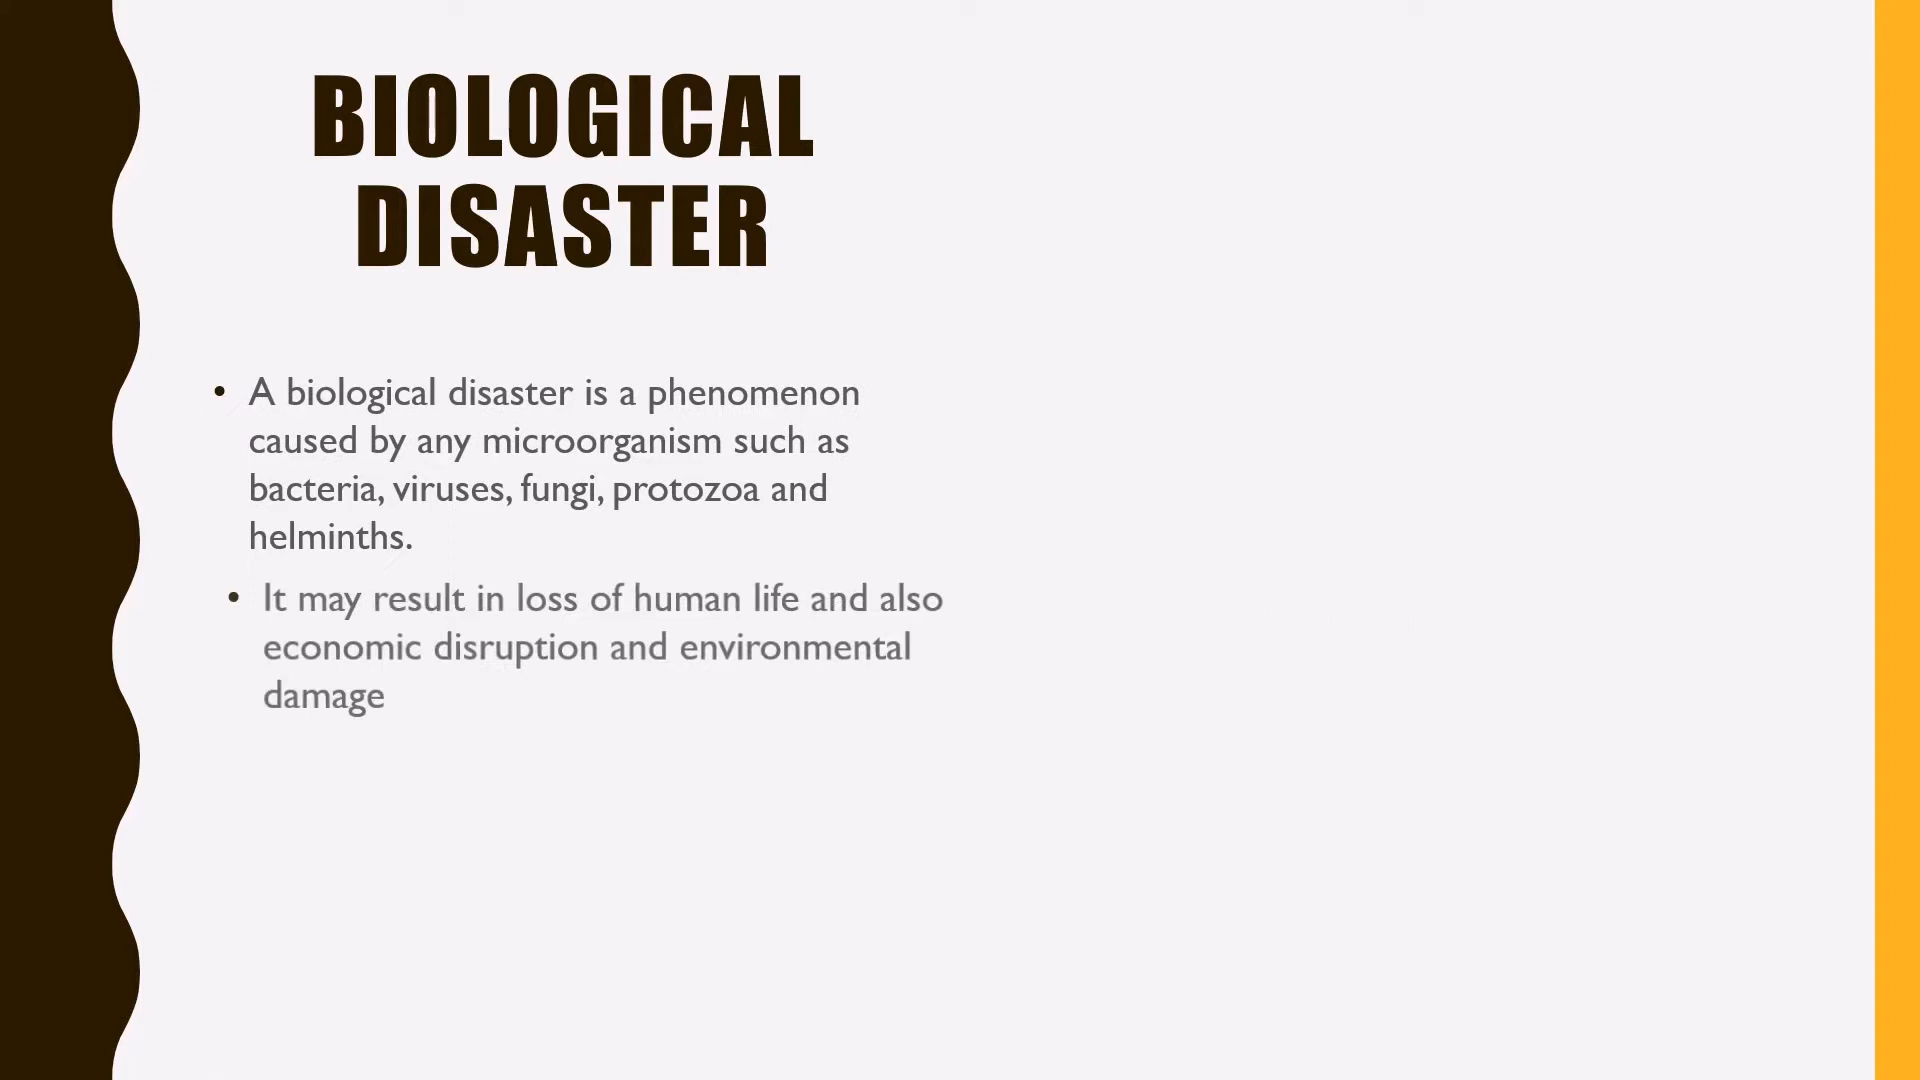 BIOLOGICAL
DISASTER
• A biological disaster is a phenomenon
caused by any microorganism such as
bacteria, viruses, fungi, protozoa and
helminths.
• It may result in loss of human life and also
economic disruption and environmental
damage